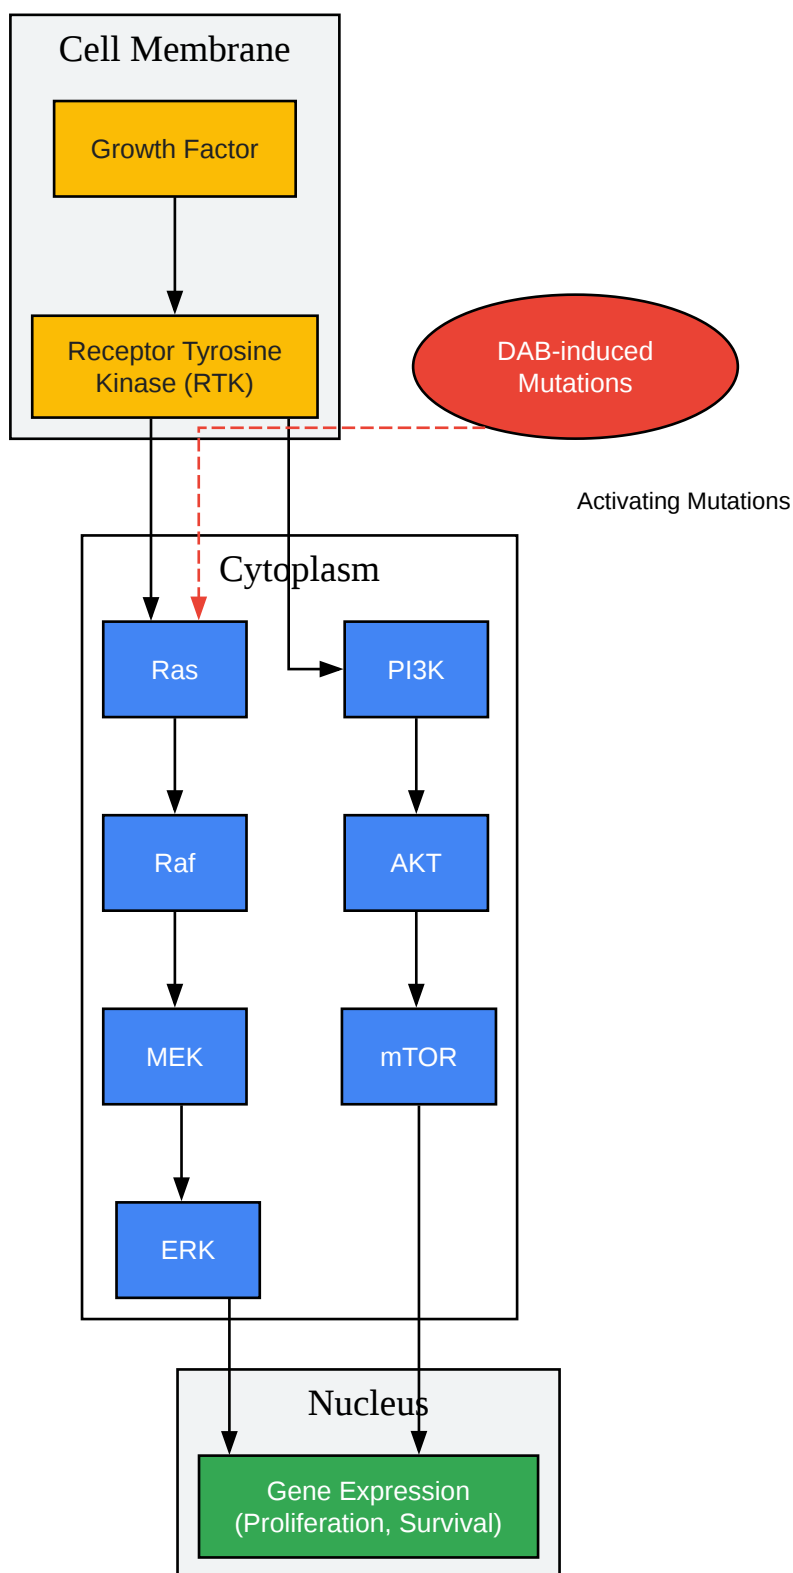 Cell Membrane
Growth Factor
Receptor Tyrosine
Kinase (RTK)
DAB-induced
Mutations
Activating Mutations
Cytoplasm
Ras
PI3K
Raf
AKT
MEK
mTOR
ERK
Nucleus
Gene Expression
(Proliferation, Survival)